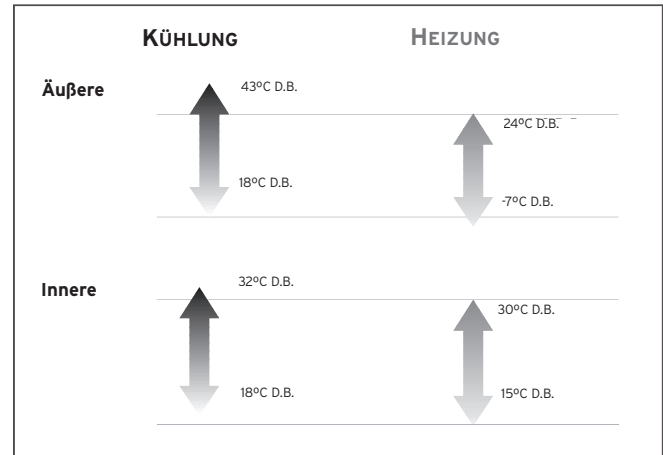 KÜHLUNG HEIZUNG
Äußere
43ºC D.B.
24ºC D.B.
18ºC D.B.
-7ºC D.B.
Innere
32ºC D.B.
30ºC D.B.
18ºC D.B.
15ºC D.B.